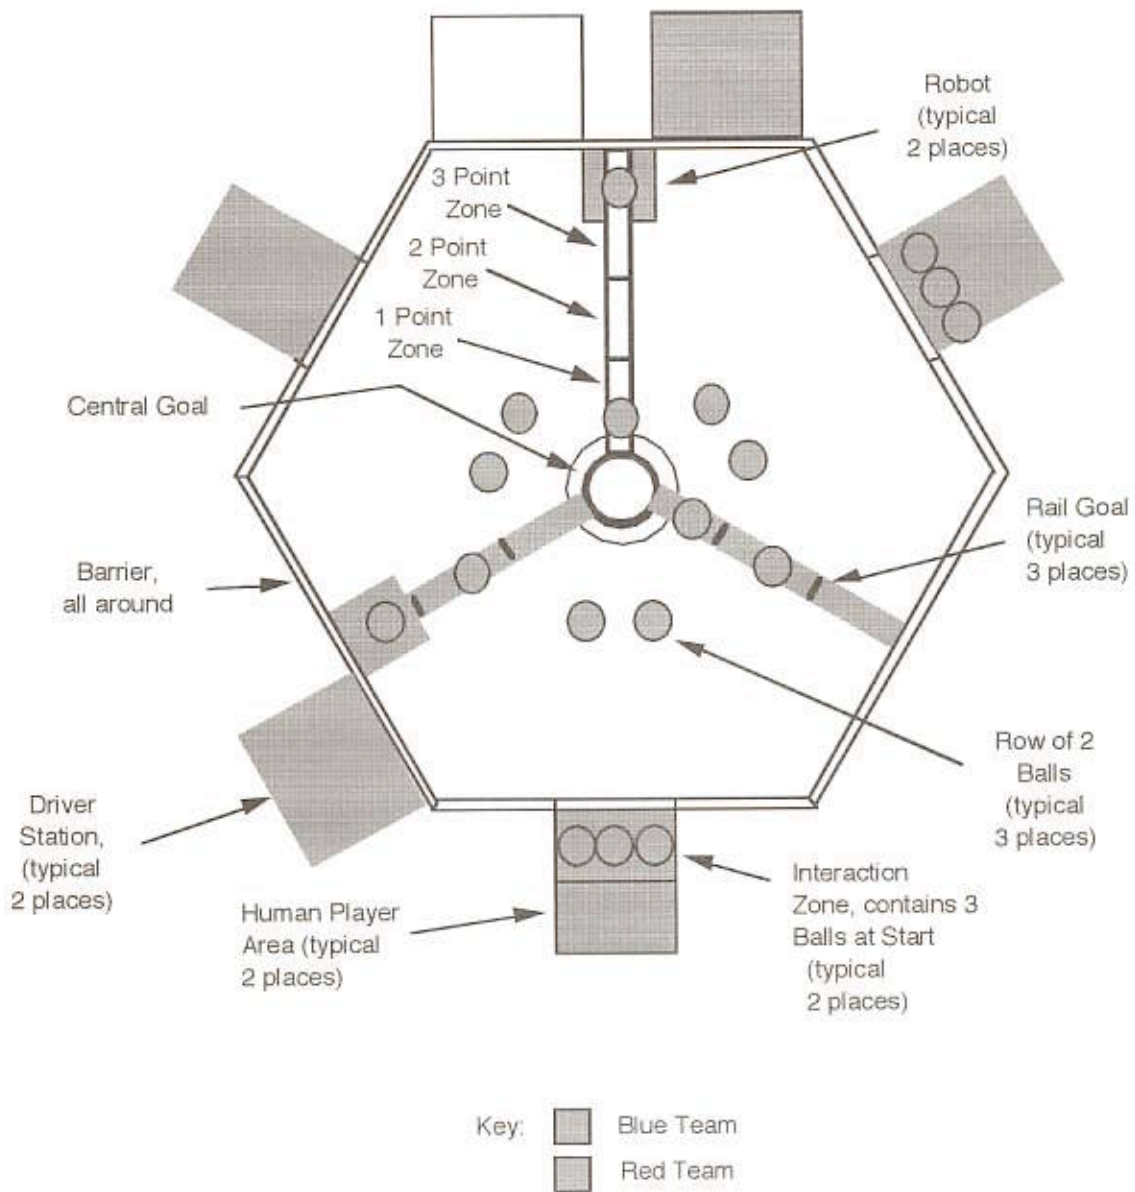 Robot
(typical
2 places)
3 Point
Zone
2 Point
Zone
1 Point
Zone
Central Goal
Rail Goal
(typical
3 places)
Barrier,
all around
Row of 2
Balls
(typical
3 places)
Driver
Station,
(typical
2 places)
Human Player
Area (typical
2 places)
Interaction
Zone, contains 3
Balls at Start
(typical
2 places)
Key:
Blue Team
Red Team